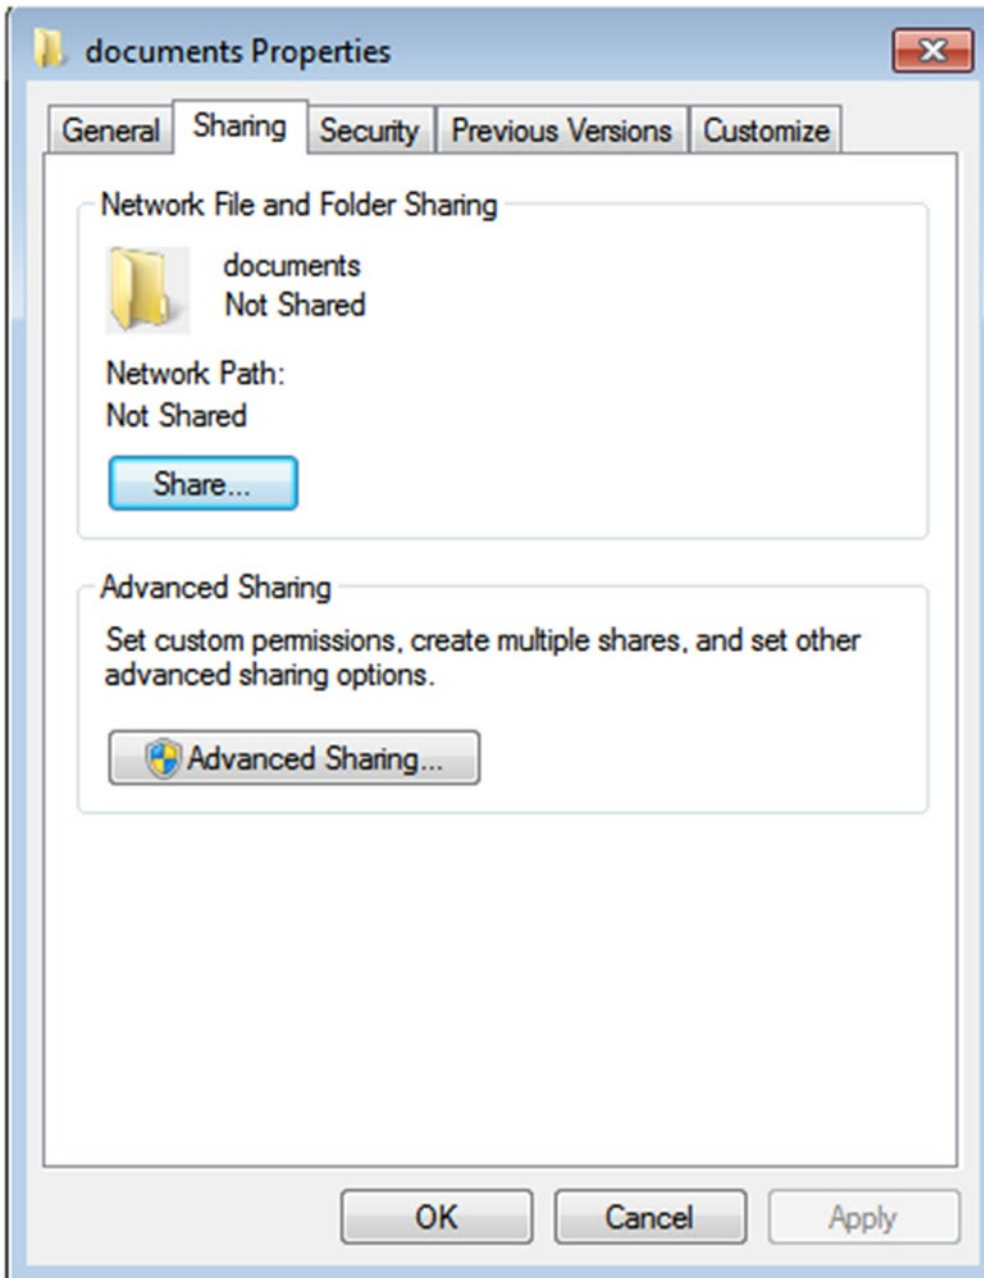 documents Properties
General Sharing Security Previous Versions Customize
Network File and Folder Sharing
documents
Not Shared
Network Path:
Not Shared
Share...
Advanced Sharing
Set custom permissions, create multiple shares, and set other
advanced sharing options.
Advanced Sharing...
OK Cancel Apply